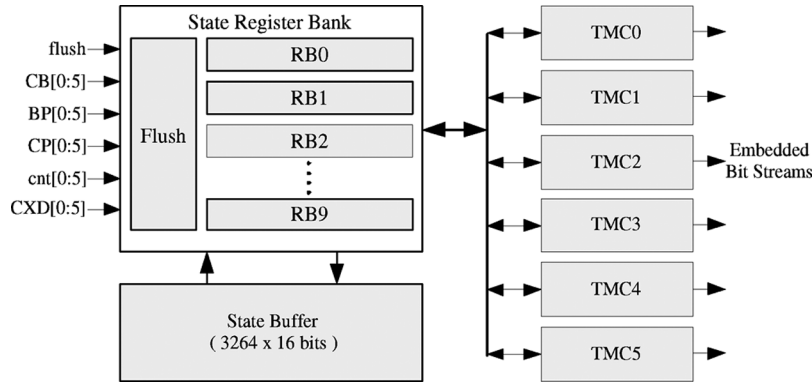 State Register Bank
flush
CB[0:5]
BP[0:5]
CP[0:5]
cnt[0:5]
CXD[0:5]
Flush
RB0
RB1
RB2
RB9
State Buffer
( 3264 x 16 bits )
TMC0
TMC1
TMC2
TMC3
TMC4
TMC5
Embedded
Bit Streams